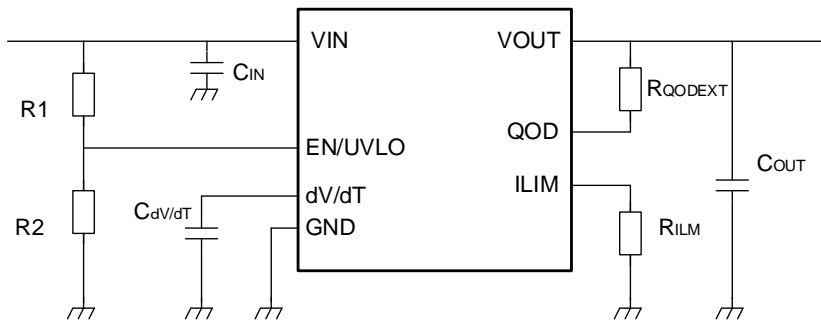 VIN
VOUT
CIN
RQODEXT
R1
QOD
EN/UVLO
ILIM
COUT
dV/dT
CdV/dT
R2
GND
RILM